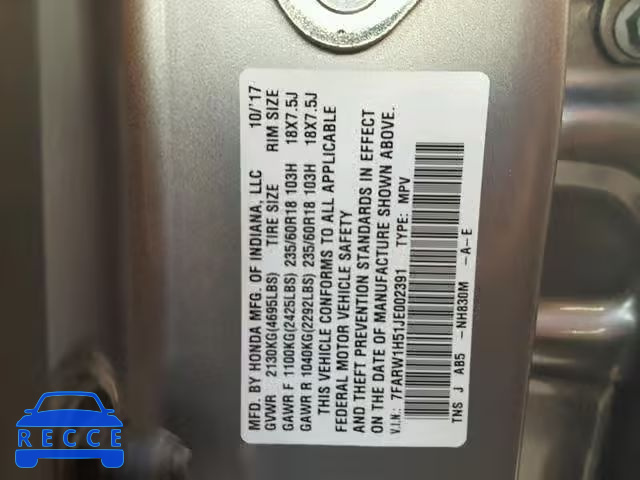 MFD. BY HONDA MFG. OF INDIANA, LLC 10/'17
GVWR 2130KG(4695LBS) TIRE SIZE RIM SIZE
GAWR F 1100KG(2425LBS) 235/60R18 103H 18X7.5J
GAWR R 1040KG(2292LBS) 235/60R18 103H 18X7.5J
THIS VEHICLE CONFORMS TO ALL APPLICABLE
FEDERAL MOTOR VEHICLE SAFETY
AND THEFT PREVENTION STANDARDS IN EFFECT
ON THE DATE OF MANUFACTURE SHOWN ABOVE.
V.I.N: 7FARW1H51JE002391 TYPE: MPV
TNS J AB5 -NH830M -A-E
RECCE